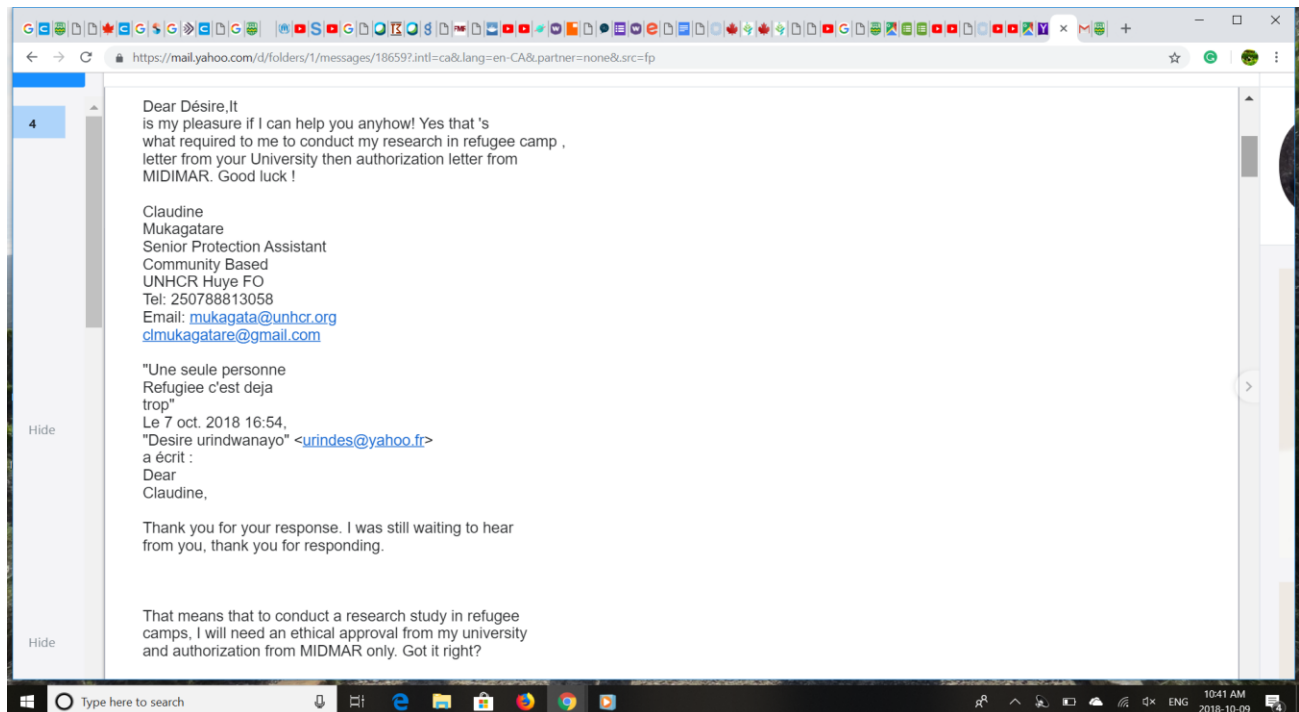 https://mail.yahoo.com/d/folders/1/messages/18659?.intl=ca&.lang=en-CA&.partner=none&.src=fp
4
Dear Désire,It
is my pleasure if I can help you anyhow! Yes that 's
what required to me to conduct my research in refugee camp ,
letter from your University then authorization letter from
MIDIMAR. Good luck !
Claudine
Mukagatare
Senior Protection Assistant
Community Based
UNHCR Huye FO
Tel: 250788813058
Email: mukagata@unhcr.org
clmukagatare@gmail.com
"Une seule personne
Refugiee c'est deja
trop"
Hide
Le 7 oct. 2018 16:54,
"Desire urindwanayo" <urindes@yahoo.fr>
a écrit :
Dear
Claudine,
Thank you for your response. I was still waiting to hear
from you, thank you for responding.
That means that to conduct a research study in refugee
camps, I will need an ethical approval from my university
Hide
and authorization from MIDMAR only. Got it right?
Type here to search
ENG
10:41 AM
2018-10-09